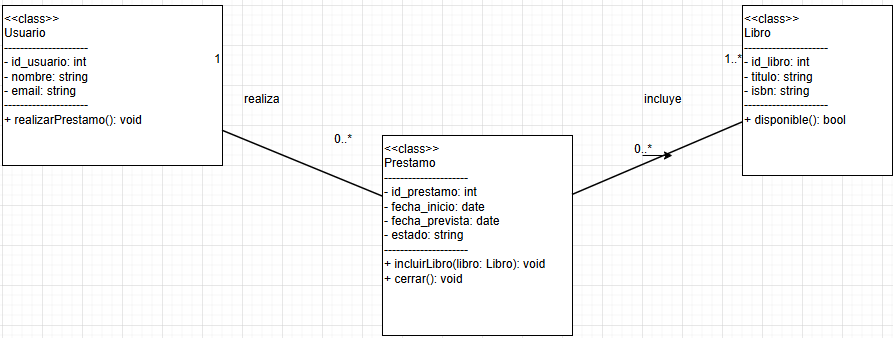 <<class>>
Usuario
---------------------
- id_usuario: int
- nombre: string
- email: string
---------------------
+ realizarPrestamo(): void
1
realiza
0..*
<<class>>
Prestamo
---------------------
- id_prestamo: int
- fecha_inicio: date
- fecha_prevista: date
- estado: string
---------------------
+ incluirLibro(libro: Libro): void
+ cerrar(): void
0..*
incluye
1..*
<<class>>
Libro
---------------------
- id_libro: int
- titulo: string
- isbn: string
---------------------
+ disponible(): bool